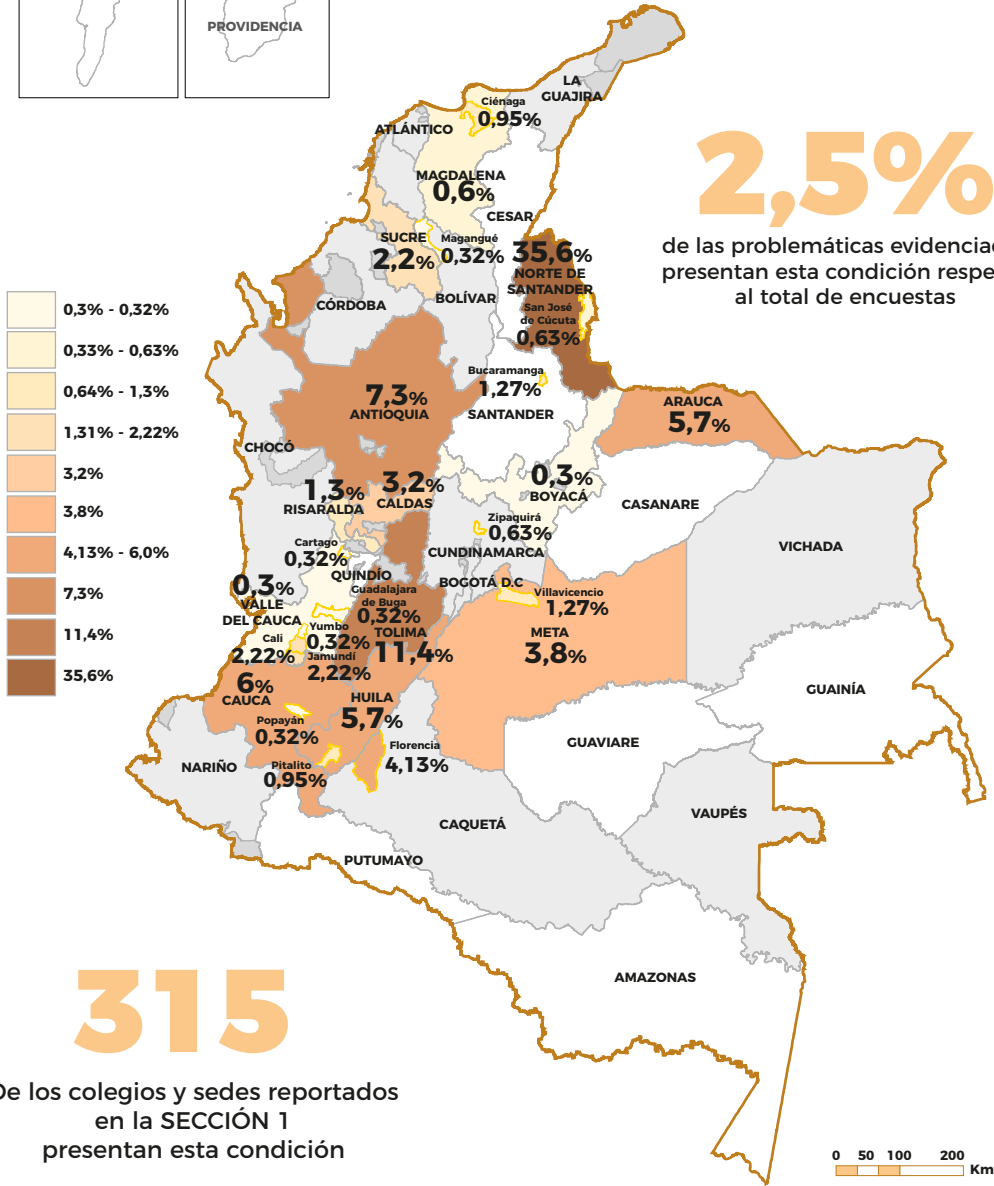 PROVIDENCIA
LA
GUAJIRA
Ciénaga
0,95%
ATLÁNTICO
MAGDALENA
0,6%
CESAR
2,5%
de las problemáticas
presentan esta condición
al total de encuestas
SUCRE
2,2%
Magangué
0,32%
35,6%
NORTE DE
SANTANDER
San José
de Cúcuta
0,63%
BOLÍVAR
CÓRDOBA
0,3% - 0,32%
0,33% - 0,63%
0,64% - 1,3%
1,31% - 2,22%
3,2%
3,8%
4,13% - 6,0%
7,3%
11,4%
35,6%
Bucaramanga
1,27%
SANTANDER
7,3%
ANTIOQUIA
ARAUCA
5,7%
CHOCÓ
1,3%
RISARALDA
3,2%
CALDAS
0,3%
BOYACÁ
CASANARE
Zipaquirá
0,63%
CUNDINAMARCA
VICHADA
Cartago
0,32%
QUINDÍO
BOGOTÁ D.C
0,3%
VALLE
DEL CAUCA
Guadalajara
de Buga
0,32%
Villavicencio
1,27%
Yumbo
0,32%
TOLIMA
11,4%
META
3,8%
Cali
2,22%
Jamundí
2,22%
6%
CAUCA
HUILA
5,7%
GUAINÍA
Popayán
0,32%
GUAVIARE
Florencia
4,13%
NARIÑO
Pitalito
0,95%
VAUPÉS
CAQUETÁ
PUTUMAYO
AMAZONAS
315
De los colegios y sedes reportados
en la SECCIÓN 1
presentan esta condición
0 50 100 200
Km